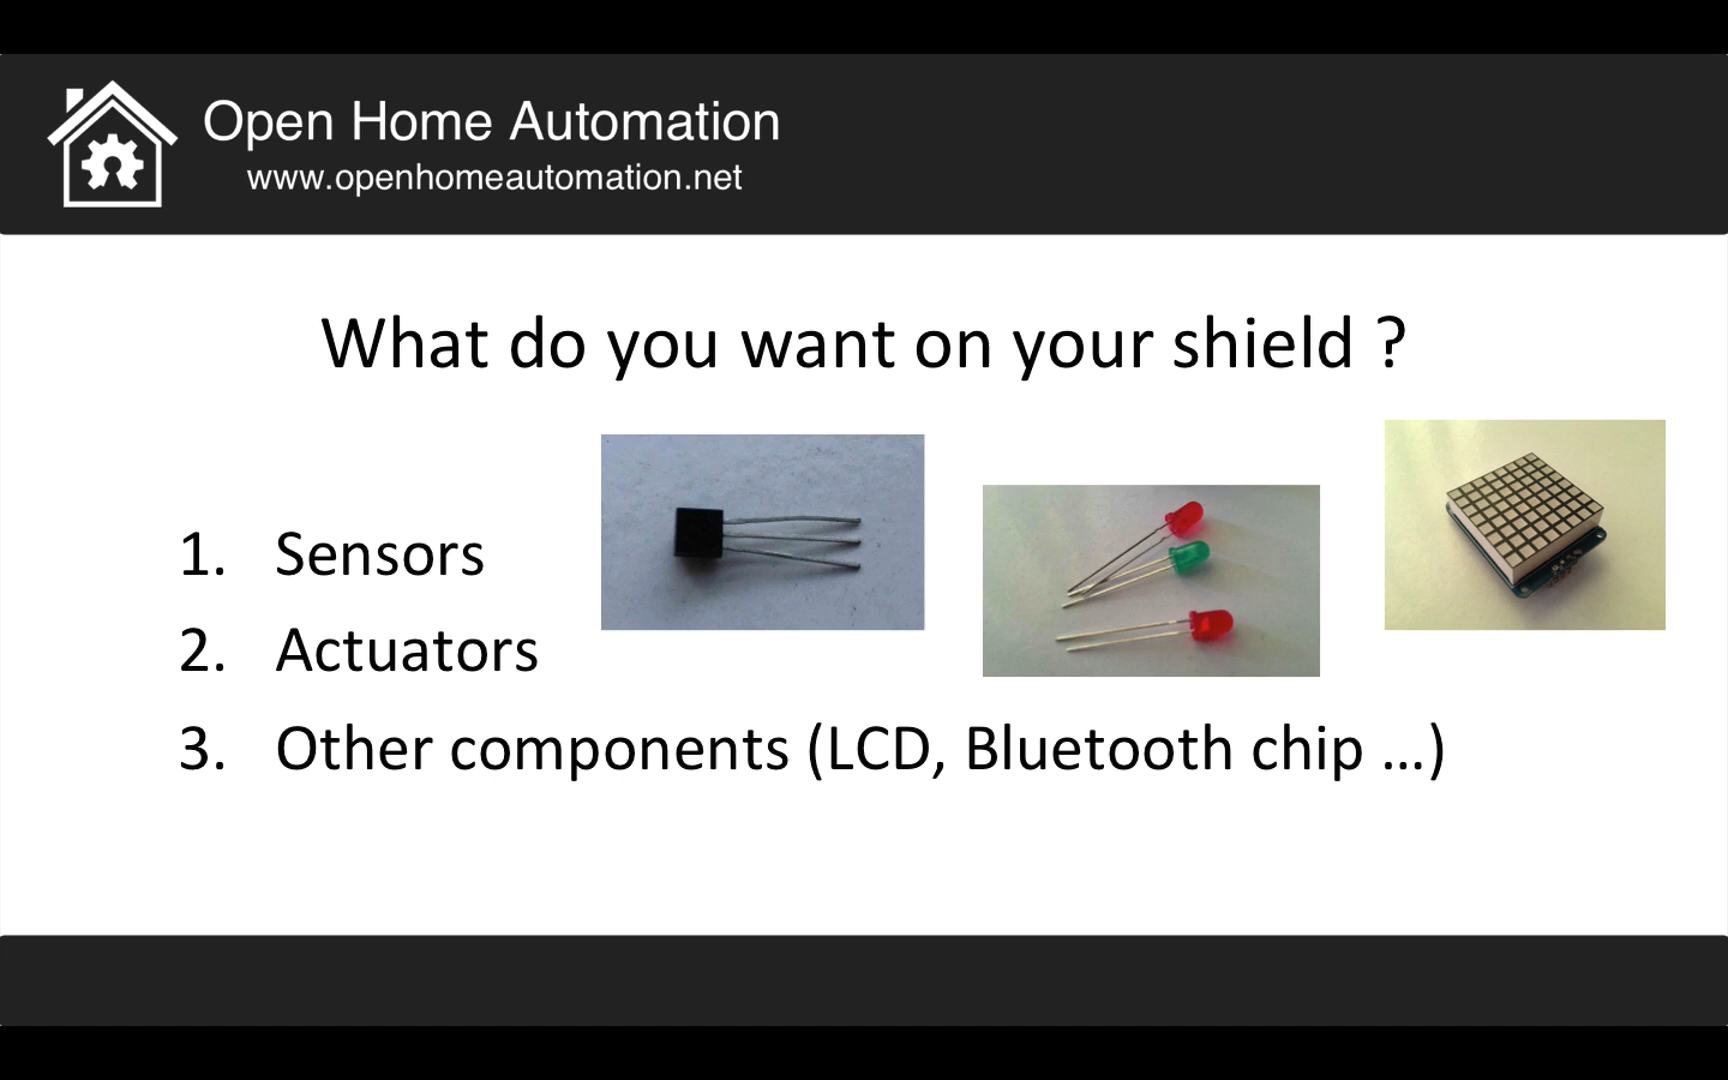 Open Home Automation
www.openhomeautomation.net
What do you want on your shield ?
1. Sensors
2. Actuators
3. Other components (LCD, Bluetooth chip ...)